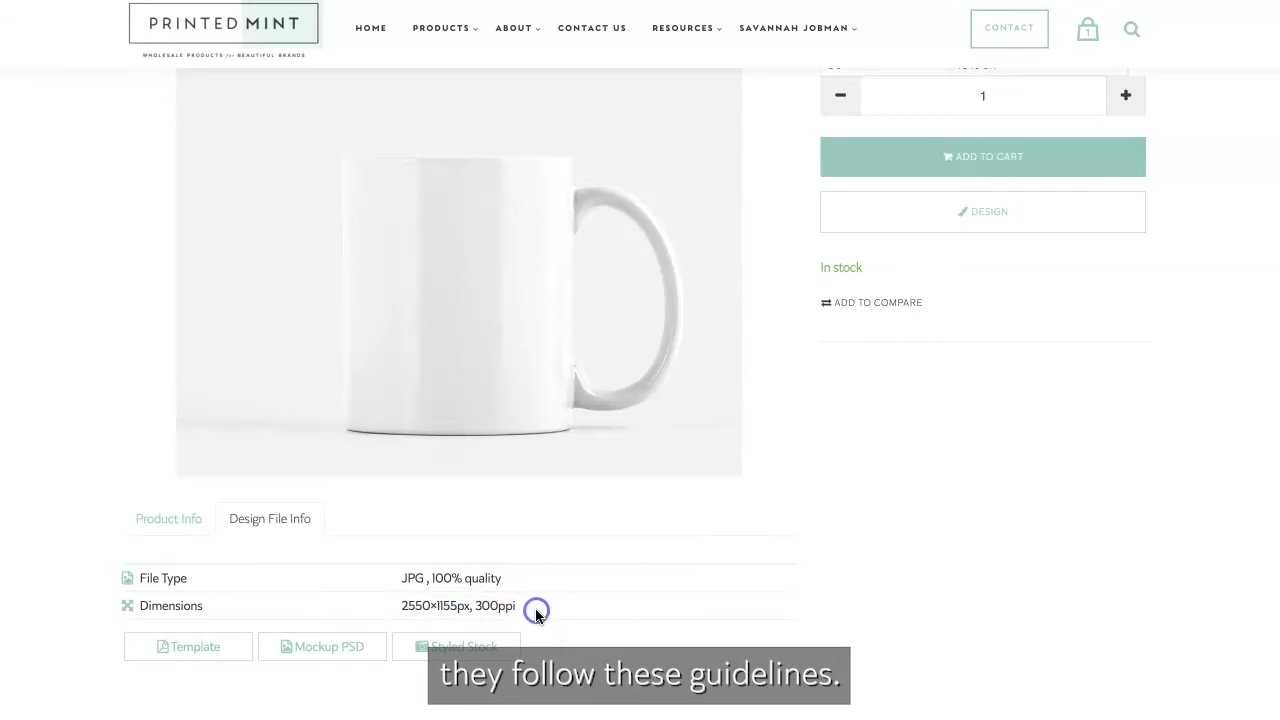 PRINTED MINT
WHOLESALE PRODUCTS for BEAUTIFUL BRANDS
HOME PRODUCTS ABOUT CONTACT US RESOURCES SAVANNAH JOBMAN
CONTACT
1
1
ADD TO CART
DESIGN
In stock
ADD TO COMPARE
Product Info
Design File Info
File Type JPG , 100% quality
Dimensions 2550×1155px, 300ppi
Template
Mockup PSD
Styled Stock
they follow these guidelines.